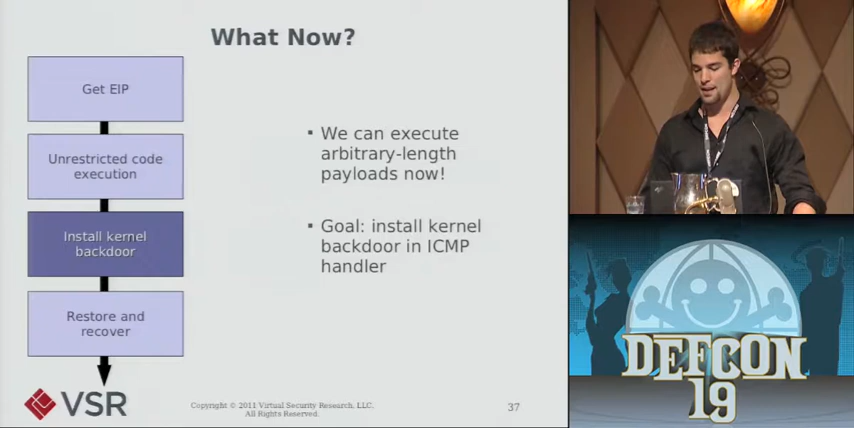 What Now?
Get EIP
Unrestricted code
execution
Install kernel
backdoor
Restore and
recover
▪ We can execute
arbitrary-length
payloads now!
▪ Goal: install kernel
backdoor in ICMP
handler
VSR
Copyright © 2011 Virtual Security Research, LLC.
All Rights Reserved.
37
DEFCON
19